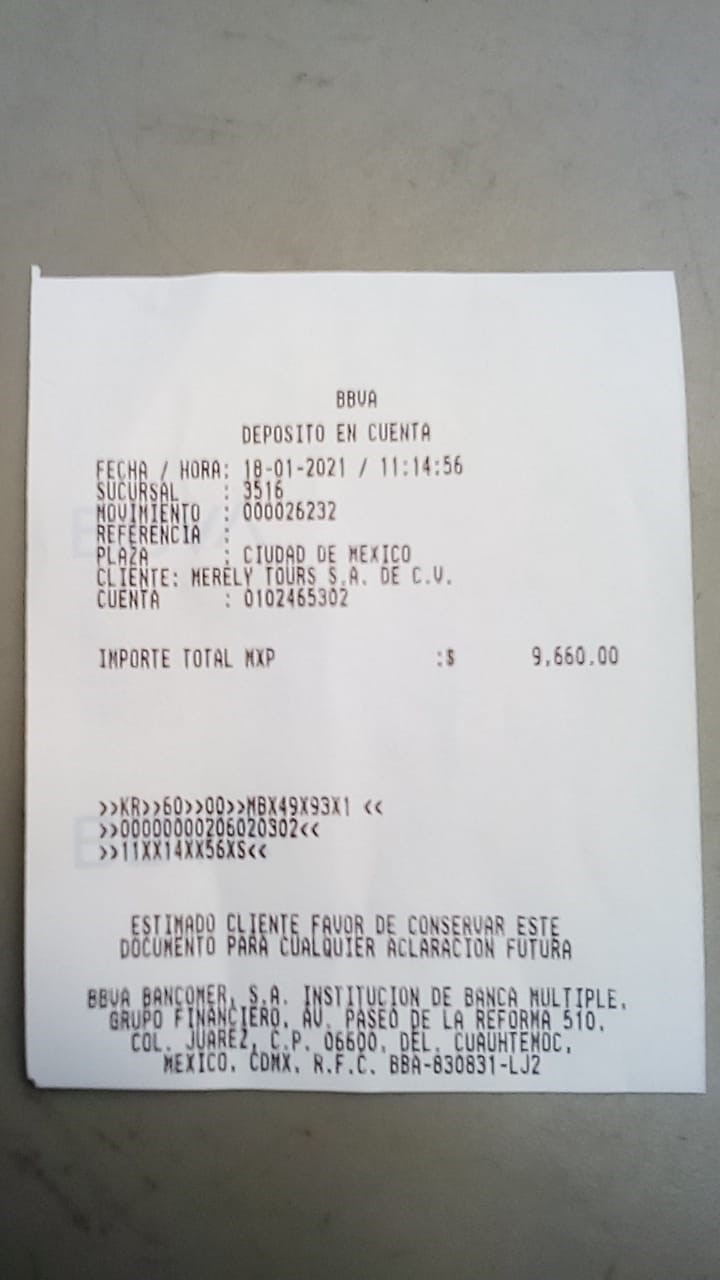 BBVA
DEPOSITO EN CUENTA
FECHA / HORA: 18-01-2021 / 11:14:56
SUCURSAL : 3516
MOVIMIENTO : 000026232
REFERENCIA :
PLAZA : CIUDAD DE MEXICO
CLIENTE: MERELY TOURS S.A. DE C.V.
CUENTA : 0102465302
IMPORTE TOTAL MXP :$ 9,660.00
>>KR>>60>>00>>MBX49X93X1 <<
>>00000000206020302<<
>>11XX14XX56XS<<
ESTIMADO CLIENTE FAVOR DE CONSERVAR ESTE
DOCUMENTO PARA CUALQUIER ACLARACION FUTURA
BBVA BANCOMER, S.A. INSTITUCION DE BANCA MULTIPLE,
GRUPO FINANCIERO, AV. PASEO DE LA REFORMA 510,
COL. JUAREZ, C.P. 06600, DEL. CUAUHTEMOC,
MEXICO, CDMX, R.F.C. BBA-830831-LJ2